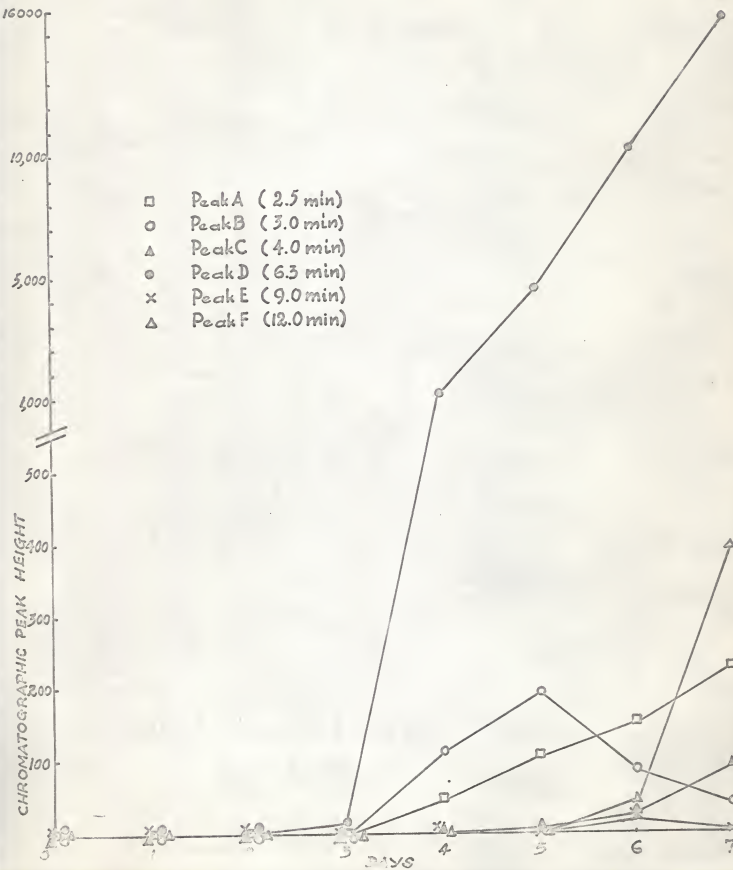 16000
10,000
5,000
1,000
500
400
300
200
100
CHROMATOGRAPHIC PEAK HEIGHT
Peak A (2.5 min)
Peak B (3.0 min)
Peak C (4.0 min)
Peak D (6.3 min)
Peak E (9.0 min)
Peak F (12.0 min)
4 5 6 7
DAYS